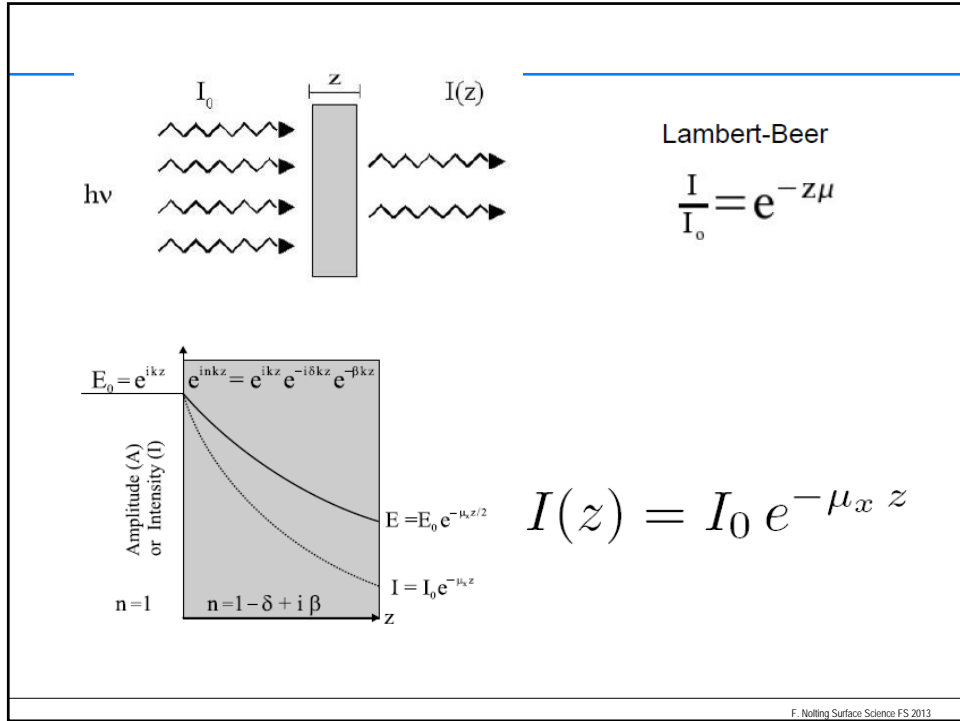 I₀
z
I(z)
hν
Lambert-Beer
I/I₀ = e^{-zμ}
E₀ = e^{ikz}
e^{inkz} = e^{ikz} e^{-iδkz} e^{-βkz}
Amplitude (A)
or Intensity (I)
E = E₀ e^{-μₓz/2}
I(z) = I₀ e^{-μₓ z}
I = I₀ e^{-μₓz}
n = 1
n = 1 − δ + i β
z
F. Nolting Surface Science FS 2013